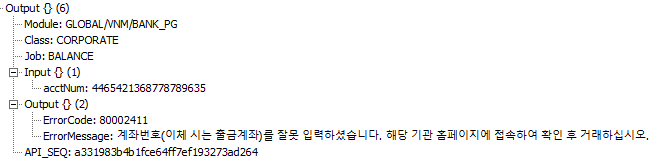 Output {} (6)
Module: GLOBAL/VNM/BANK_PG
Class: CORPORATE
Job: BALANCE
Input {} (1)
acctNum: 4465421368778789635
Output {} (2)
ErrorCode: 80002411
ErrorMessage: 계좌번호(이체 시는 출금계좌)를 잘못 입력하셨습니다. 해당 기관 홈페이지에 접속하여 확인 후 거래하십시오.
API_SEQ: a331983b4b1fce64ff7ef193273ad264